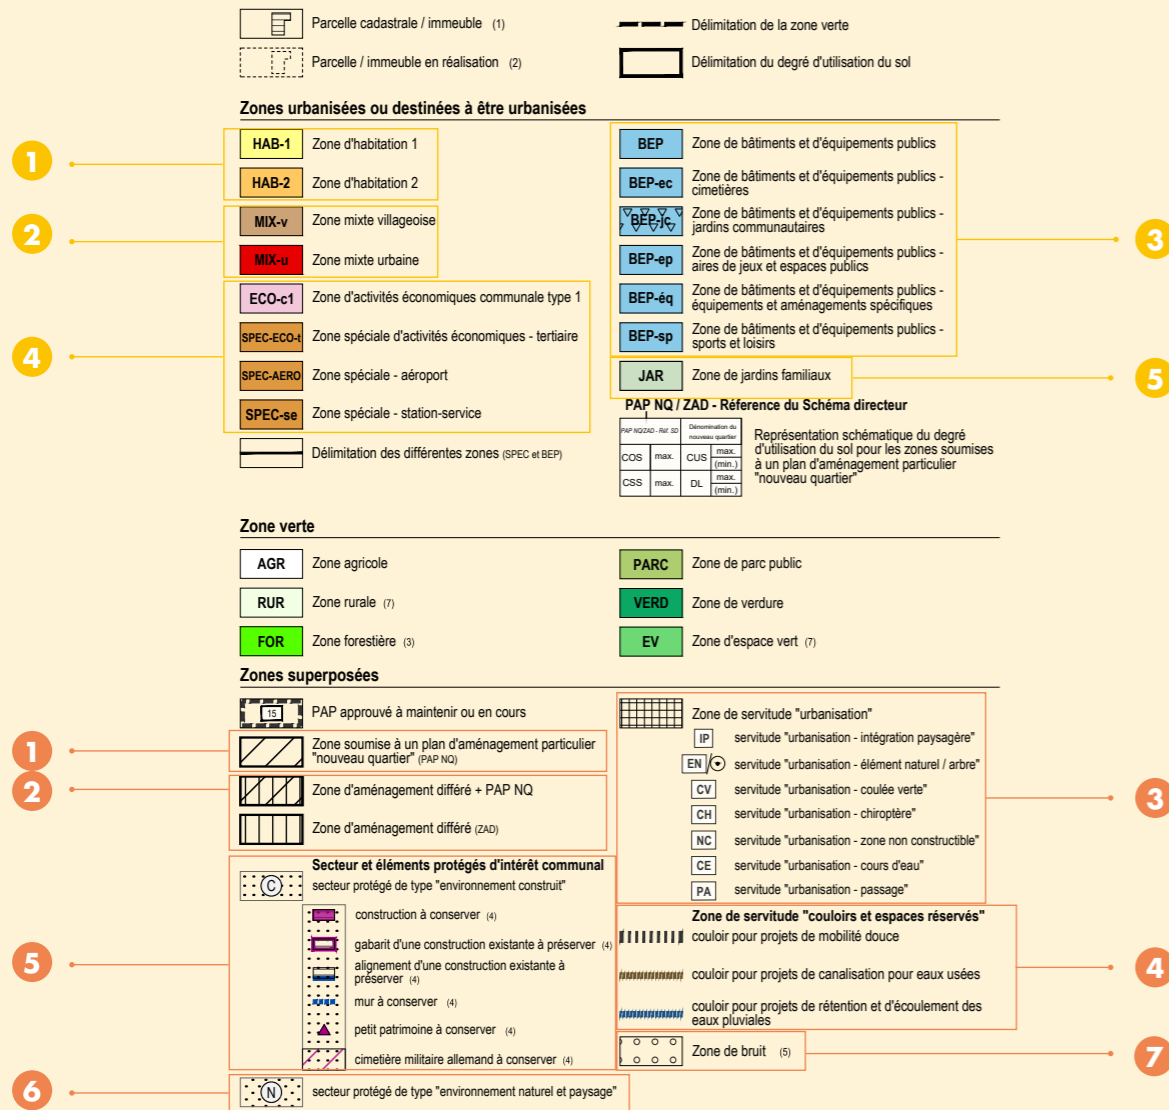 Parcelle cadastrale / immeuble (1)
Parcelle / immeuble en réalisation (2)
Délimitation de la zone verte
Délimitation du degré d'utilisation du sol
Zones urbanisées ou destinées à être urbanisées
1
HAB-1 Zone d'habitation 1
HAB-2 Zone d'habitation 2
2
MIX-v Zone mixte villageoise
MIX-u Zone mixte urbaine
4
ECO-c1 Zone d'activités économiques communale type 1
SPEC-ECO-t Zone spéciale d'activités économiques - tertiaire
SPEC-AERO Zone spéciale - aéroport
SPEC-se Zone spéciale - station-service
Délimitation des différentes zones (SPEC et BEP)
3
BEP Zone de bâtiments et d'équipements publics
BEP-ec Zone de bâtiments et d'équipements publics -
cimetières
BEP-jc Zone de bâtiments et d'équipements publics -
jardins communautaires
BEP-ep Zone de bâtiments et d'équipements publics -
aires de jeux et espaces publics
BEP-éq Zone de bâtiments et d'équipements publics -
équipements et aménagements spécifiques
BEP-sp Zone de bâtiments et d'équipements publics -
sports et loisirs
5
JAR Zone de jardins familiaux
PAP NQ / ZAD - Réference du Schéma directeur
PAP NQ/ZAD - Réf. SD
Dénomination du
nouveau quartier
COS max. CUS max.
(min.)
CSS max. DL max.
(min.)
Représentation schématique du degré
d'utilisation du sol pour les zones soumises
à un plan d'aménagement particulier
"nouveau quartier"
Zone verte
AGR Zone agricole
RUR Zone rurale (7)
FOR Zone forestière (3)
PARC Zone de parc public
VERD Zone de verdure
EV Zone d'espace vert (7)
Zones superposées
15 PAP approuvé à maintenir ou en cours
1
Zone soumise à un plan d'aménagement particulier
"nouveau quartier" (PAP NQ)
2
Zone d'aménagement différé + PAP NQ
Zone d'aménagement différé (ZAD)
5
Secteur et éléments protégés d'intérêt communal
C secteur protégé de type "environnement construit"
construction à conserver (4)
gabarit d'une construction existante à préserver (4)
alignement d'une construction existante à
préserver (4)
mur à conserver (4)
petit patrimoine à conserver (4)
cimetière militaire allemand à conserver (4)
6
N secteur protégé de type "environnement naturel et paysage"
3
Zone de servitude "urbanisation"
IP servitude "urbanisation - intégration paysagère"
EN / servitude "urbanisation - élément naturel / arbre"
CV servitude "urbanisation - coulée verte"
CH servitude "urbanisation - chiroptère"
NC servitude "urbanisation - zone non constructible"
CE servitude "urbanisation - cours d'eau"
PA servitude "urbanisation - passage"
4
Zone de servitude "couloirs et espaces réservés"
couloir pour projets de mobilité douce
couloir pour projets de canalisation pour eaux usées
couloir pour projets de rétention et d'écoulement des
eaux pluviales
7
Zone de bruit (5)